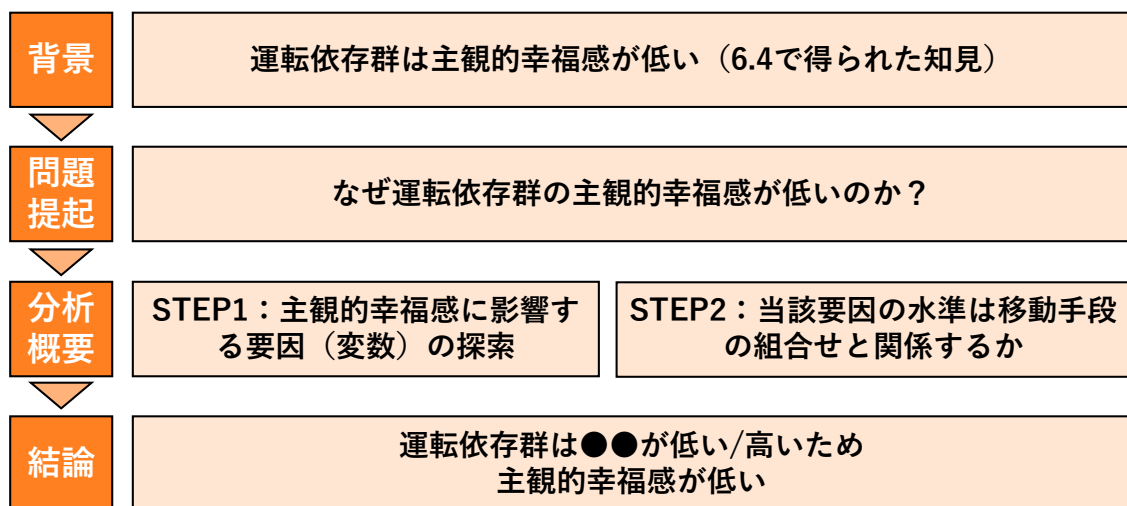 背景
運転依存群は主観的幸福感が低い（6.4で得られた知見）
問題
提起
なぜ運転依存群の主観的幸福感が低いのか？
分析
概要
STEP1：主観的幸福感に影響す
る要因（変数）の探索
STEP2：当該要因の水準は移動手段
の組合せと関係するか
結論
運転依存群は●●が低い/高いため
主観的幸福感が低い